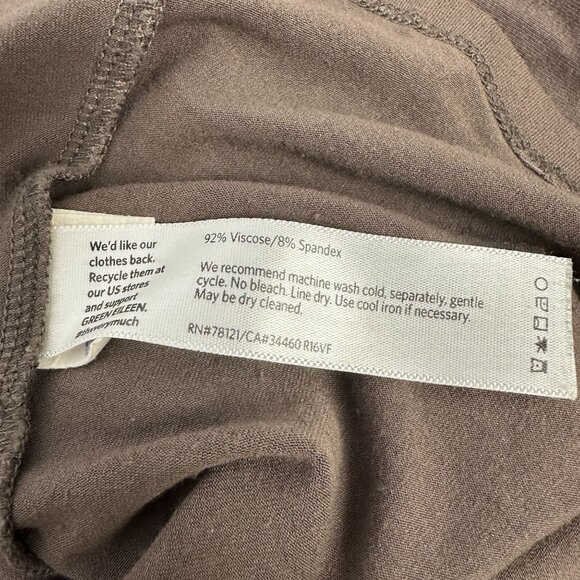 We'd like our
clothes back.
Recycle them at
our US stores
and support
GREEN EILEEN.
92% Viscose/8% Spandex
We recommend machine wash cold, separately, gentle
cycle. No bleach. Line dry. Use cool iron if necessary.
May be dry cleaned.
RN#78121/CA#34460 R16VF